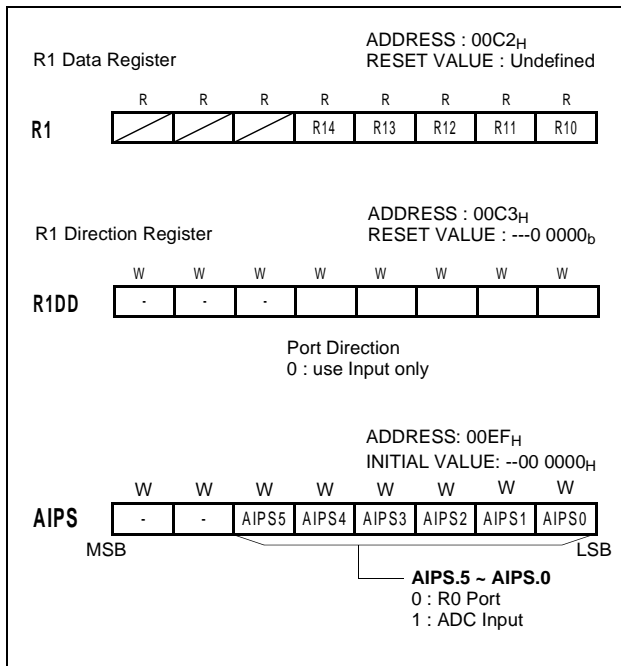 ADDRESS : 00C2H
R1 Data Register RESET VALUE : Undefined
R R R R R R R R
R1 R14 R13 R12 R11 R10
ADDRESS : 00C3H
R1 Direction Register RESET VALUE : ---0 0000b
W W W W W W W W
R1DD - - -
Port Direction
0 : use Input only
ADDRESS: 00EFH
INITIAL VALUE: --00 0000H
W W W W W W W W
AIPS - - AIPS5 AIPS4 AIPS3 AIPS2 AIPS1 AIPS0
MSB LSB
AIPS.5 ~ AIPS.0
0 : R0 Port
1 : ADC Input